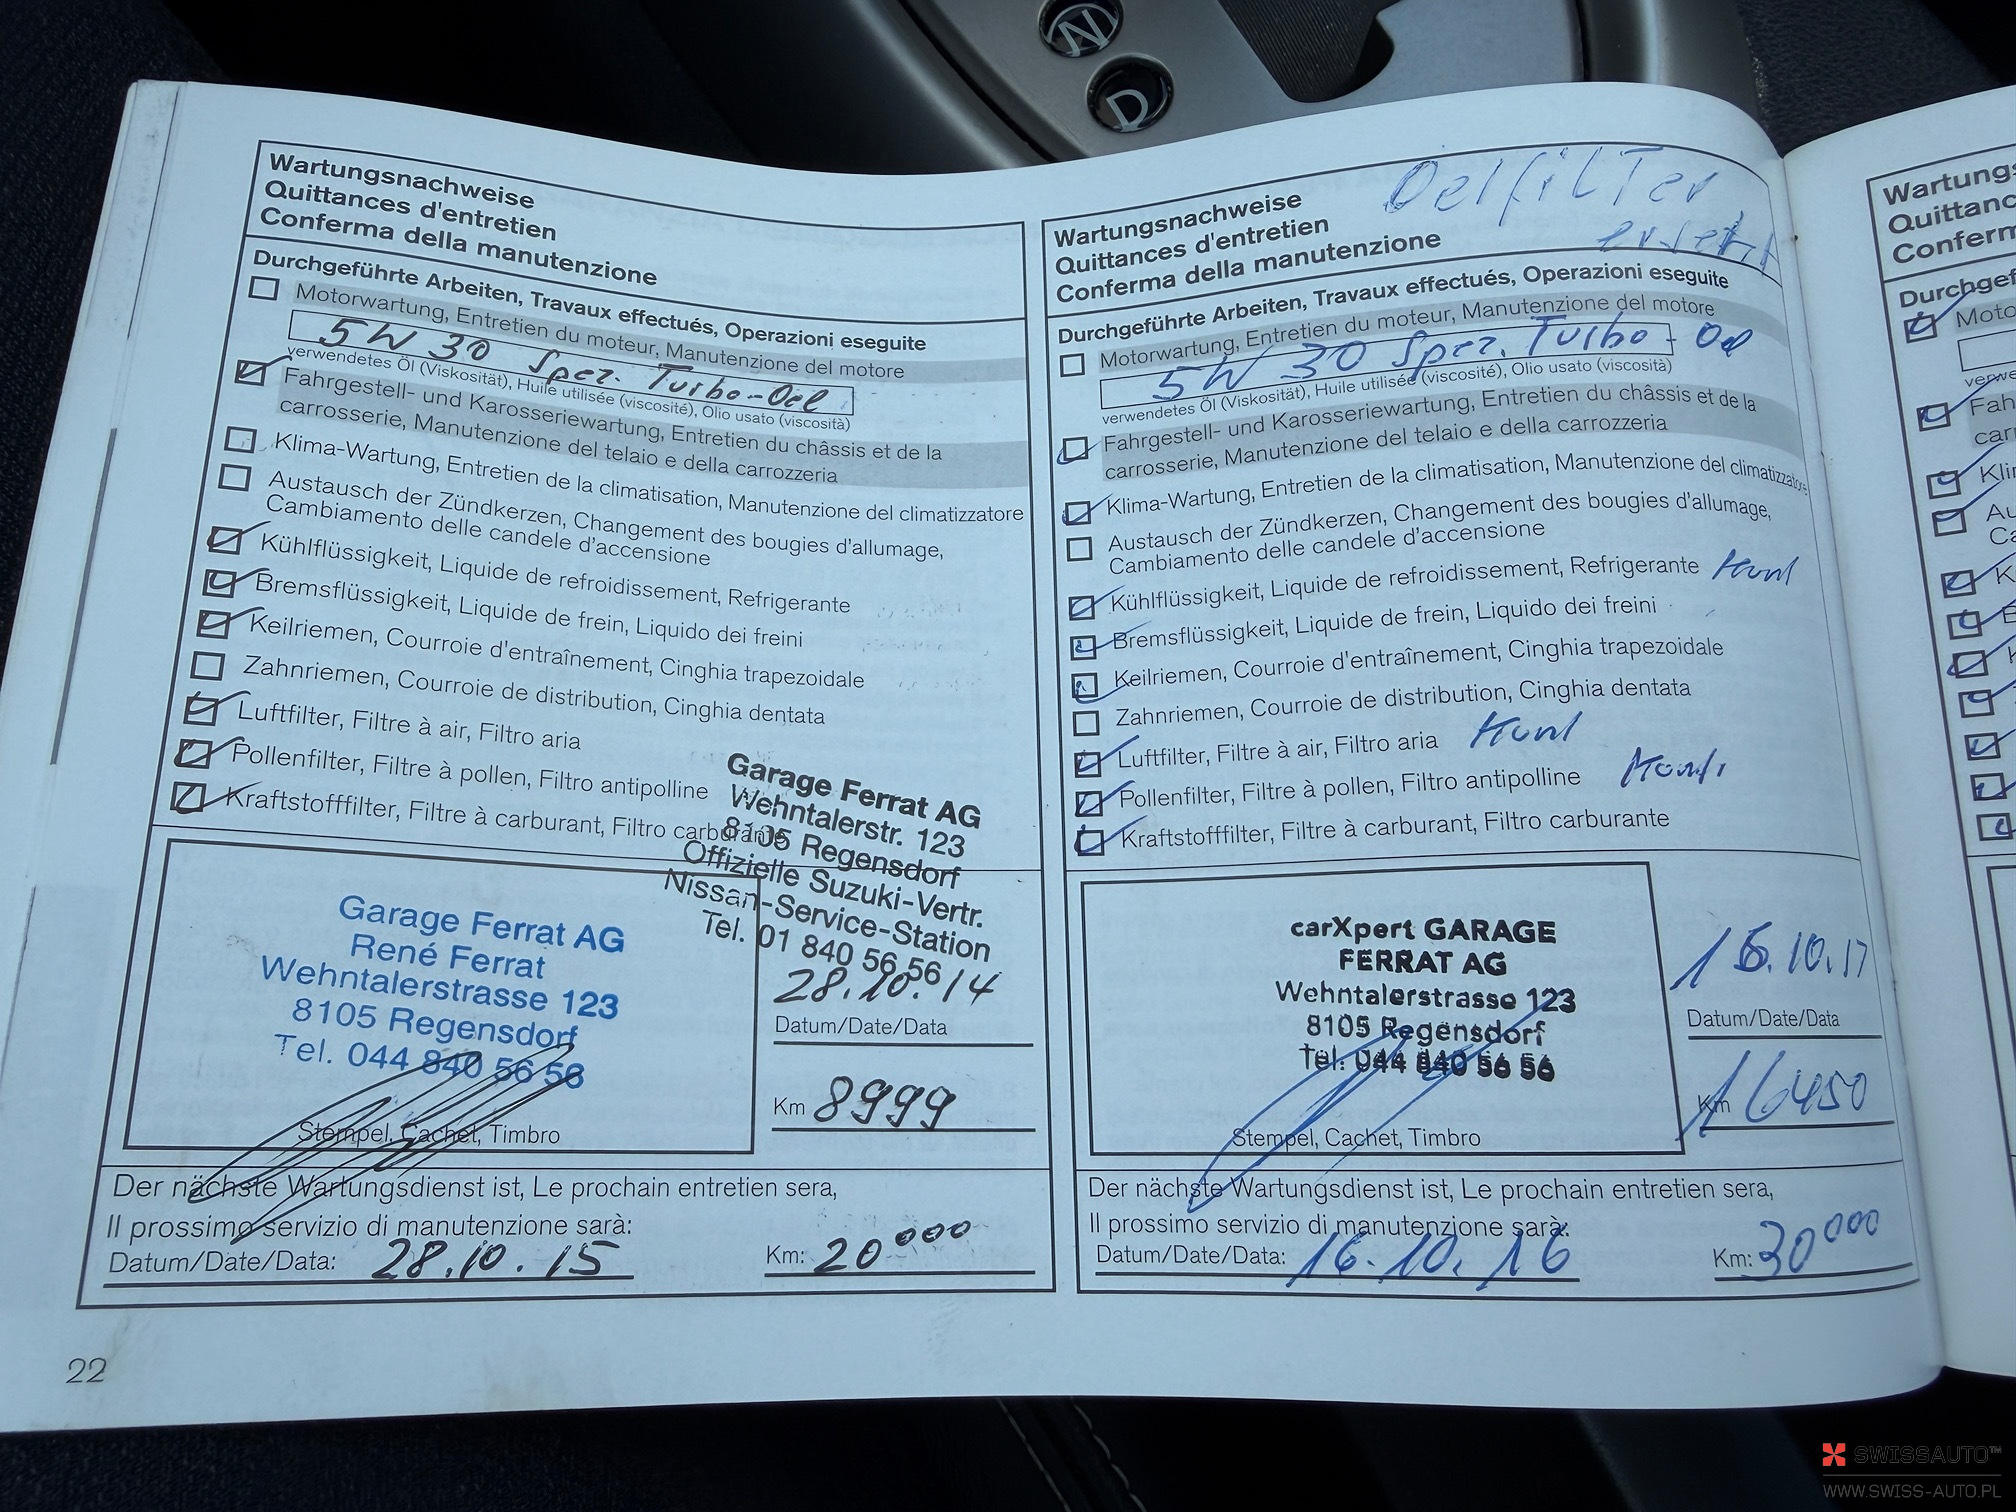 N
D
Wartungsnachweise
Quittances d'entretien
Conferma della manutenzione
Durchgeführte Arbeiten, Travaux effectués, Operazioni eseguite
Motorwartung, Entretien du moteur, Manutenzione del motore
5W 30 Spez. Turbo-Oel
verwendetes Öl (Viskosität), Huile utilisée (viscosité), Olio usato (viscosità)
Fahrgestell- und Karosseriewartung, Entretien du châssis et de la
carrosserie, Manutenzione del telaio e della carrozzeria
Klima-Wartung, Entretien de la climatisation, Manutenzione del climatizzatore
Austausch der Zündkerzen, Changement des bougies d'allumage,
Cambiamento delle candele d'accensione
Kühlflüssigkeit, Liquide de refroidissement, Refrigerante
Bremsflüssigkeit, Liquide de frein, Liquido dei freini
Keilriemen, Courroie d'entraînement, Cinghia trapezoidale
Zahnriemen, Courroie de distribution, Cinghia dentata
Luftfilter, Filtre à air, Filtro aria
Pollenfilter, Filtre à pollen, Filtro antipolline
Kraftstofffilter, Filtre à carburant, Filtro carburante
Garage Ferrat AG
Wehntalerstr. 123
8105 Regensdorf
Offizielle Suzuki-Vertr.
Nissan-Service-Station
Tel. 01 840 56 56
Garage Ferrat AG
René Ferrat
Wehntalerstrasse 123
8105 Regensdorf
Tel. 044 840 56 56
Stempel, Cachet, Timbro
28.10.14
Datum/Date/Data
Km 8999
Der nächste Wartungsdienst ist, Le prochain entretien sera,
Il prossimo servizio di manutenzione sarà:
Datum/Date/Data: 28.10.15 Km: 20000
22
Wartungsnachweise
Quittances d'entretien
Conferma della manutenzione
Oelfilter
ersetzt
Durchgeführte Arbeiten, Travaux effectués, Operazioni eseguite
Motorwartung, Entretien du moteur, Manutenzione del motore
5W 30 Spez. Turbo-Oel
verwendetes Öl (Viskosität), Huile utilisée (viscosité), Olio usato (viscosità)
Fahrgestell- und Karosseriewartung, Entretien du châssis et de la
carrosserie, Manutenzione del telaio e della carrozzeria
Klima-Wartung, Entretien de la climatisation, Manutenzione del climatizzatore
Austausch der Zündkerzen, Changement des bougies d'allumage,
Cambiamento delle candele d'accensione
Kühlflüssigkeit, Liquide de refroidissement, Refrigerante
Bremsflüssigkeit, Liquide de frein, Liquido dei freini
Keilriemen, Courroie d'entraînement, Cinghia trapezoidale
Zahnriemen, Courroie de distribution, Cinghia dentata
Luftfilter, Filtre à air, Filtro aria
Pollenfilter, Filtre à pollen, Filtro antipolline
Kraftstofffilter, Filtre à carburant, Filtro carburante
carXpert GARAGE
FERRAT AG
Wehntalerstrasse 123
8105 Regensdorf
Tel. 044 840 56 56
Stempel, Cachet, Timbro
Datum/Date/Data
Km 16450
Der nächste Wartungsdienst ist, Le prochain entretien sera,
Il prossimo servizio di manutenzione sarà:
Datum/Date/Data: 16.10.16 Km: 30000
Wartungs
Quittanc
Conferm
Durchgef
Moto
verwe
Fah
carr
Klim
Au
Ca
SWISSAUTO™
WWW.SWISS-AUTO.PL